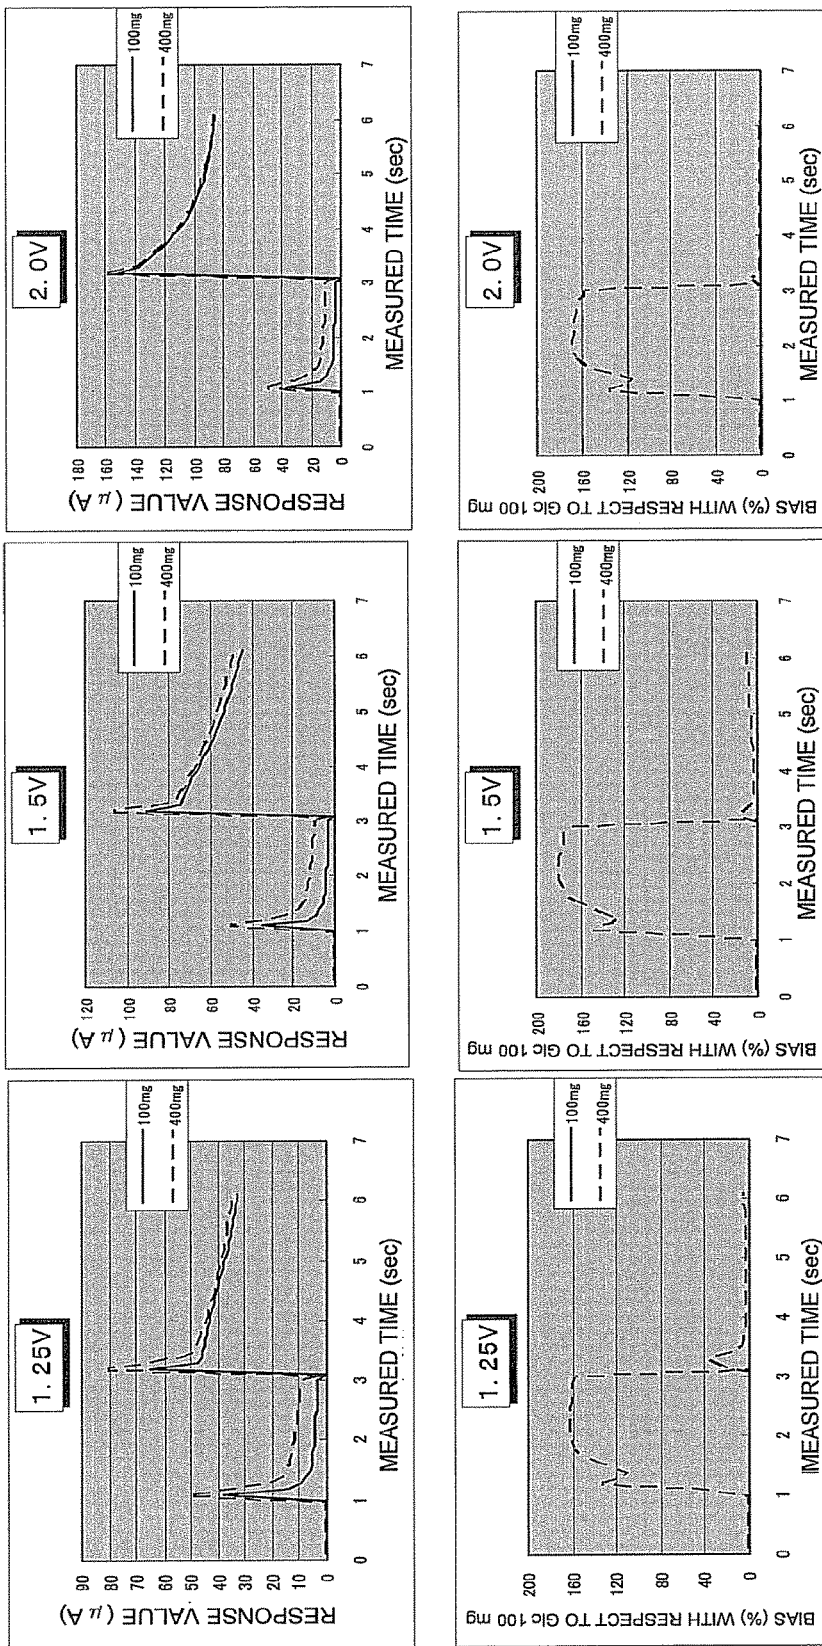 1.25V
RESPONSE VALUE (μA)
90
80
70
60
50
40
30
20
10
0
0 1 2 3 4 5 6 7
MEASURED TIME (sec)
100mg
400mg
1.5V
RESPONSE VALUE (μA)
120
100
80
60
40
20
0
0 1 2 3 4 5 6 7
MEASURED TIME (sec)
100mg
400mg
2.0V
RESPONSE VALUE (μA)
180
160
140
120
100
80
60
40
20
0
0 1 2 3 4 5 6 7
MEASURED TIME (sec)
100mg
400mg
1.25V
BIAS (%) WITH RESPECT TO Glc 100 mg
200
160
120
80
40
0
0 1 2 3 4 5 6 7
MEASURED TIME (sec)
100mg
400mg
1.5V
BIAS (%) WITH RESPECT TO Glc 100 mg
200
160
120
80
40
0
0 1 2 3 4 5 6 7
MEASURED TIME (sec)
100mg
400mg
2.0V
BIAS (%) WITH RESPECT TO Glc 100 mg
200
160
120
80
40
0
0 1 2 3 4 5 6 7
MEASURED TIME (sec)
100mg
400mg